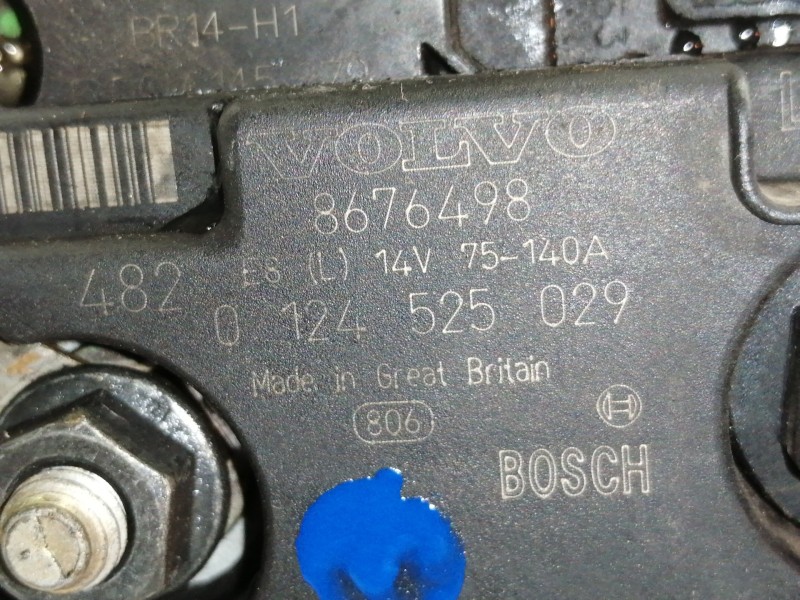 BR14-H1
VOLVO
8676498
E8 (L) 14V 75-140A
482
0 124 525 029
Made in Great Britain
806
BOSCH